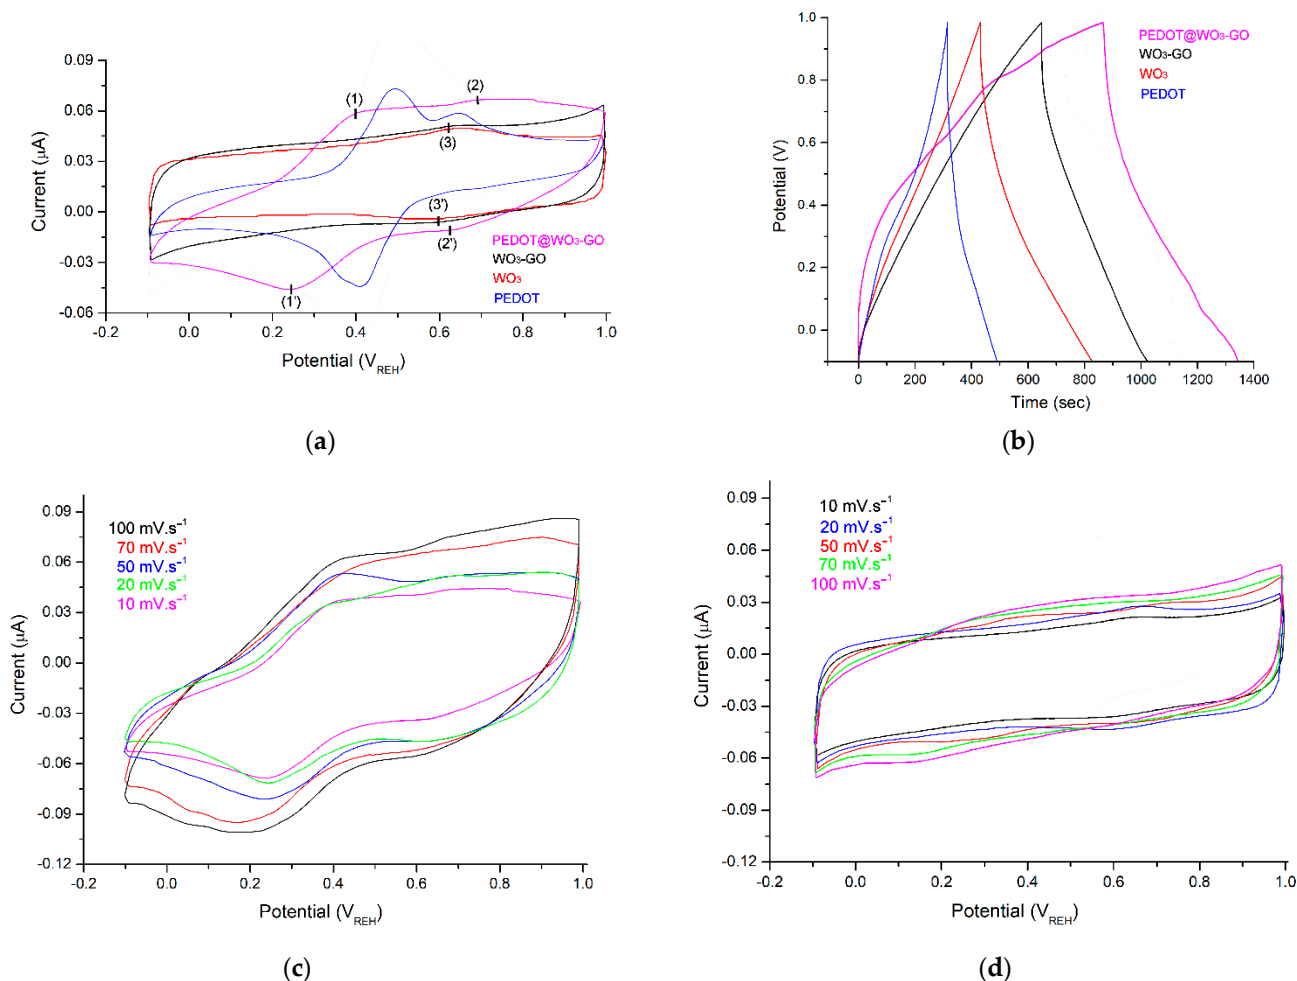 0.09
0.06
0.03
0.00
-0.03
-0.06
Current (μA)
(1)
(2)
(3)
(3')
(2')
(1')
PEDOT@WO₃-GO
WO₃-GO
WO₃
PEDOT
-0.2 0.0 0.2 0.4 0.6 0.8 1.0
Potential (V_REH)
(a)
1.0
0.8
0.6
0.4
0.2
0.0
Potential (V)
PEDOT@WO₃-GO
WO₃-GO
WO₃
PEDOT
0 200 400 600 800 1000 1200 1400
Time (sec)
(b)
0.09
0.06
0.03
0.00
-0.03
-0.06
-0.09
-0.12
Current (μA)
100 mV.s⁻¹
70 mV.s⁻¹
50 mV.s⁻¹
20 mV.s⁻¹
10 mV.s⁻¹
-0.2 0.0 0.2 0.4 0.6 0.8 1.0
Potential (V_REH)
(c)
0.09
0.06
0.03
0.00
-0.03
-0.06
-0.09
-0.12
Current (μA)
10 mV.s⁻¹
20 mV.s⁻¹
50 mV.s⁻¹
70 mV.s⁻¹
100 mV.s⁻¹
-0.2 0.0 0.2 0.4 0.6 0.8 1.0
Potential (V_REH)
(d)